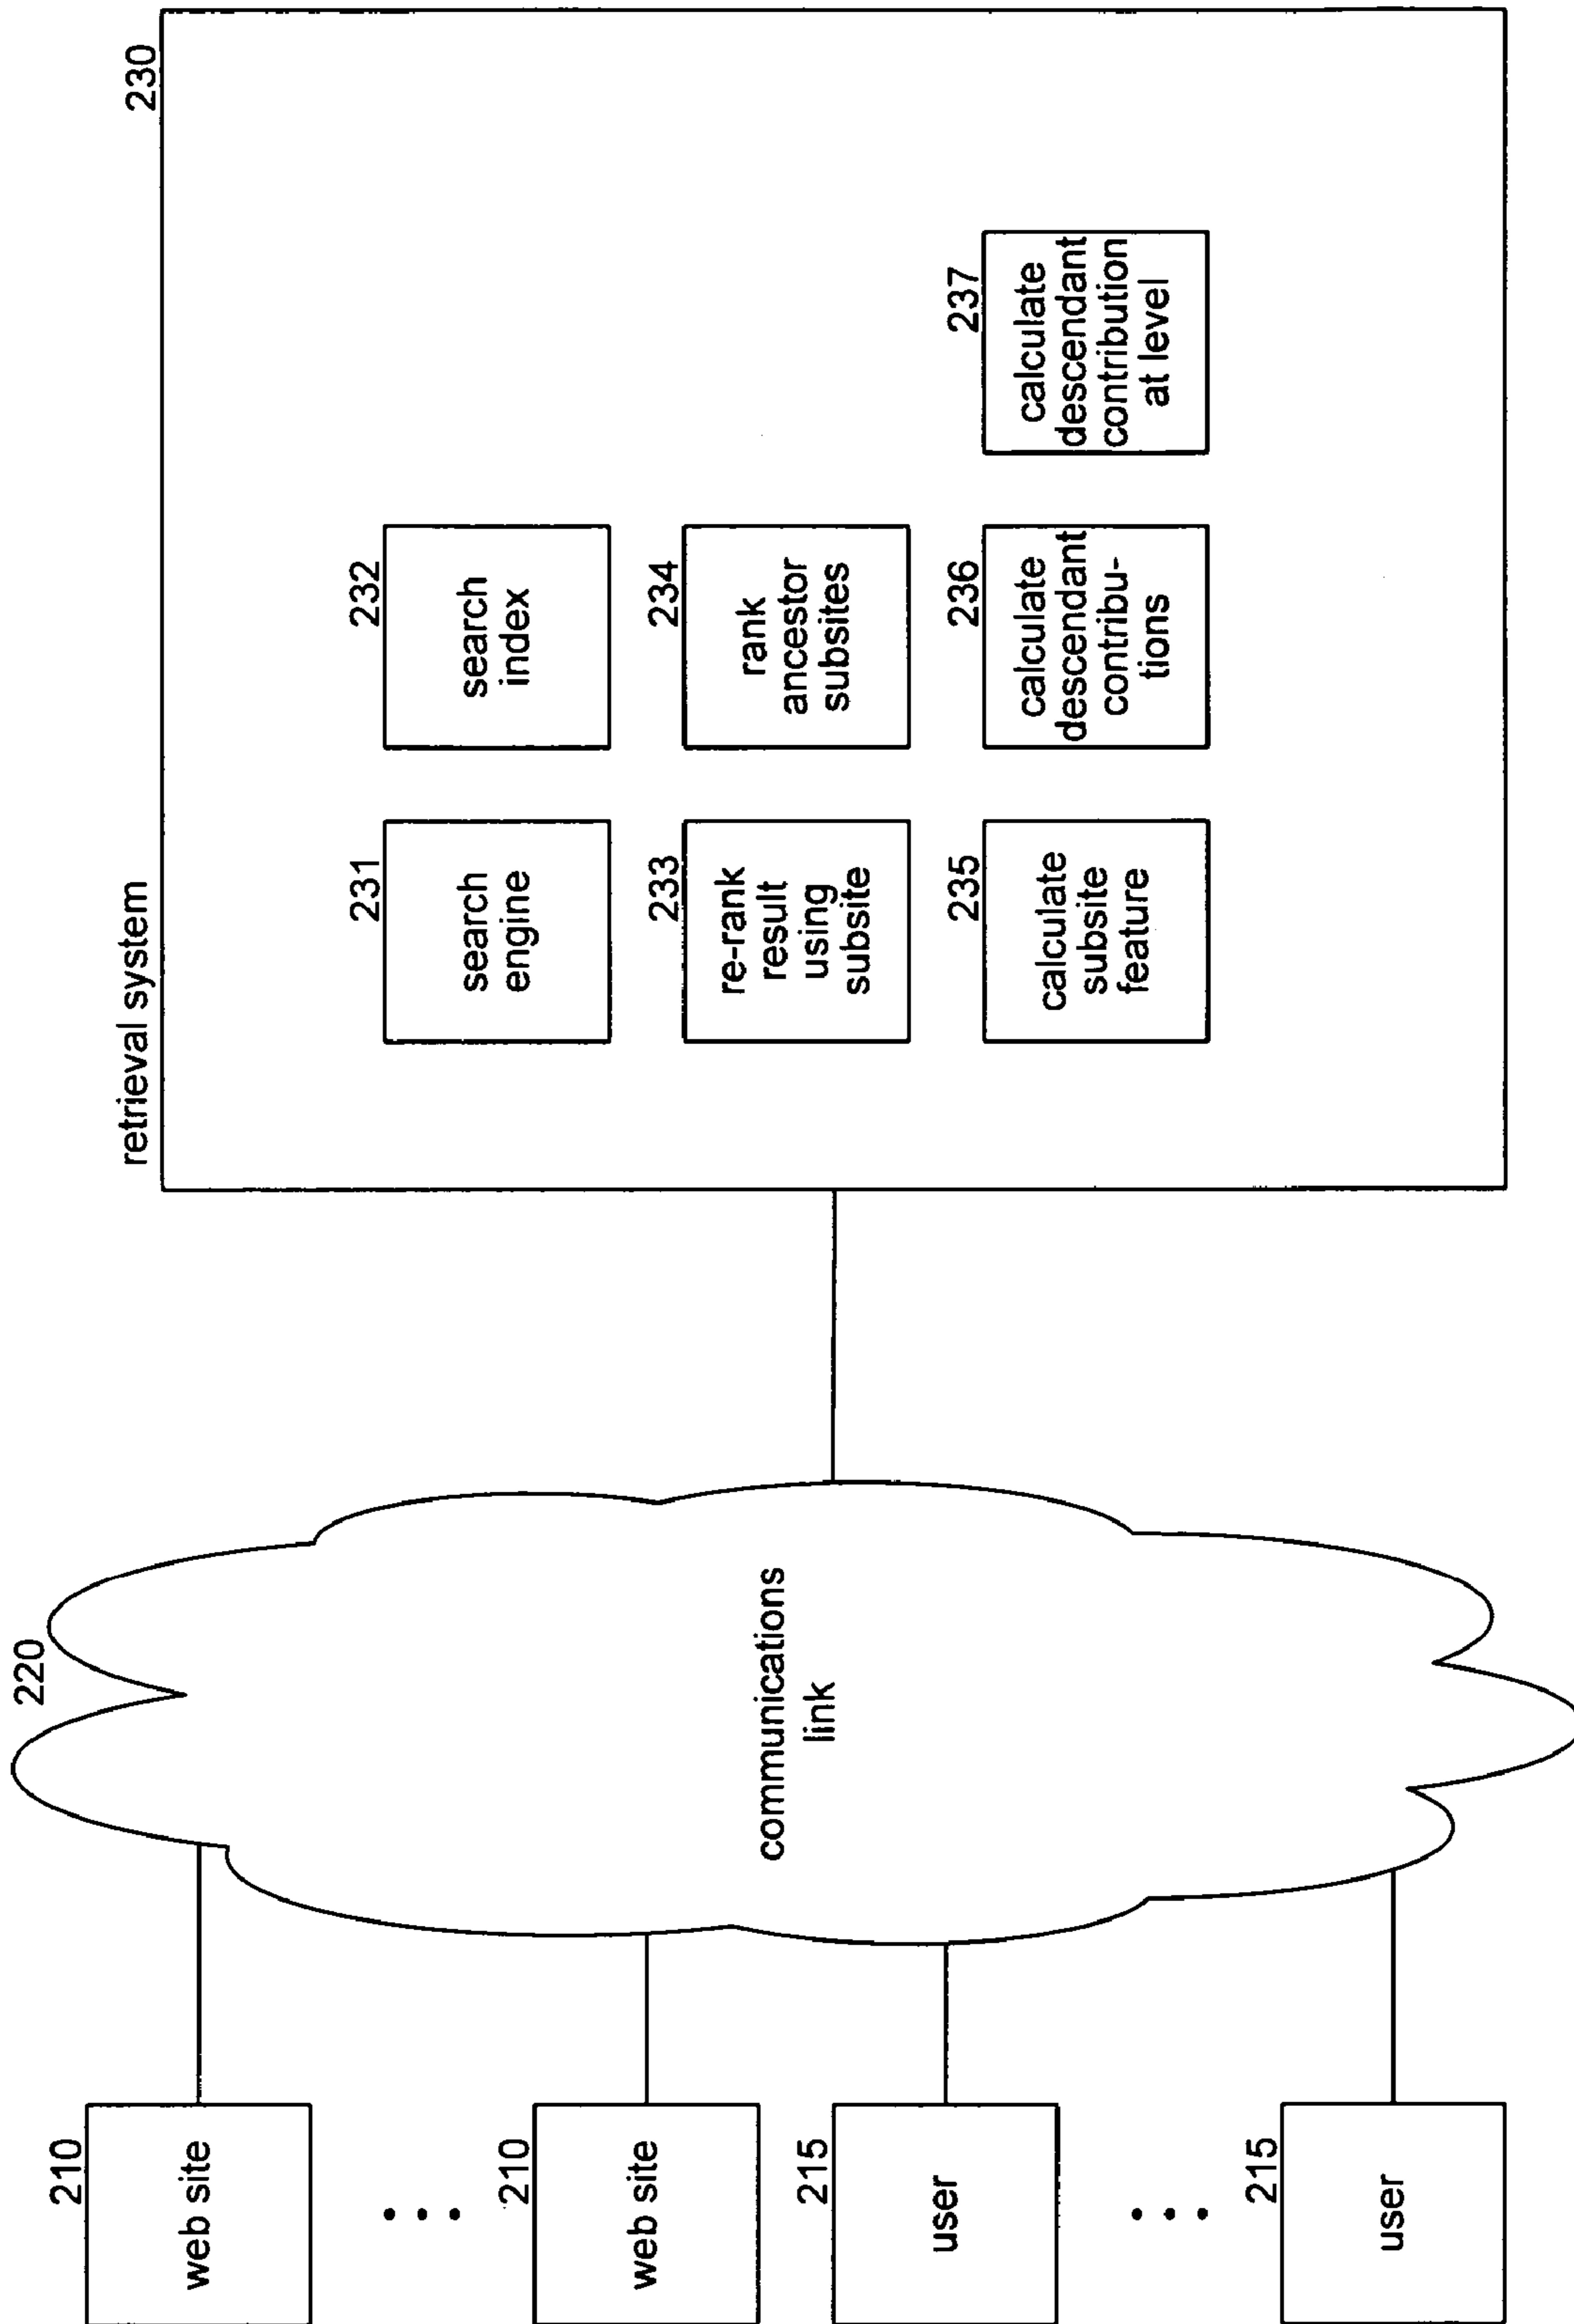 retrieval system
230
231
search
engine
232
search
index
233
re-rank
result
using
subsite
234
rank
ancestor
subsites
235
calculate
subsite
feature
236
calculate
descendant
contribu-
tions
237
calculate
descendant
contribution
at level
220
communications
link
210
web site
210
web site
215
user
215
user